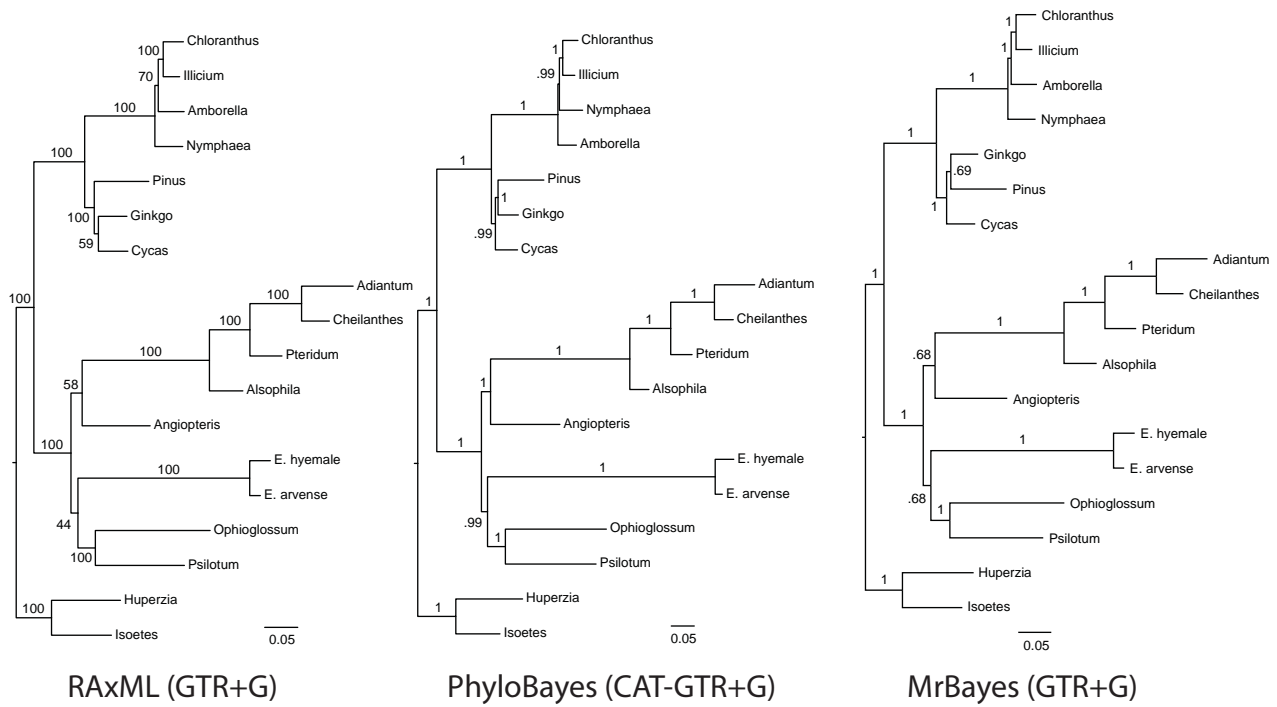 Chloranthus
100
Illicium
70
Amborella
100
Nymphaea
100
Pinus
100
Ginkgo
59
Cycas
100
Adiantum
100
Cheilanthes
100
Pteridum
100
Alsophila
58
Angiopteris
100
E. hyemale
100
E. arvense
44
Ophioglossum
100
Psilotum
Huperzia
100
Isoetes
0.05
RAxML (GTR+G)
Chloranthus
1
Illicium
.99
Nymphaea
1
Amborella
1
Pinus
1
Ginkgo
.99
Cycas
1
Adiantum
1
Cheilanthes
1
Pteridum
1
Alsophila
1
Angiopteris
1
E. hyemale
1
E. arvense
.99
Ophioglossum
1
Psilotum
Huperzia
1
Isoetes
0.05
PhyloBayes (CAT-GTR+G)
Chloranthus
1
Illicium
1
Amborella
1
Nymphaea
1
Ginkgo
.69
Pinus
1
Cycas
1
Adiantum
1
Cheilanthes
1
Pteridum
1
Alsophila
.68
Angiopteris
1
E. hyemale
1
E. arvense
.68
Ophioglossum
1
Psilotum
Huperzia
1
Isoetes
0.05
MrBayes (GTR+G)